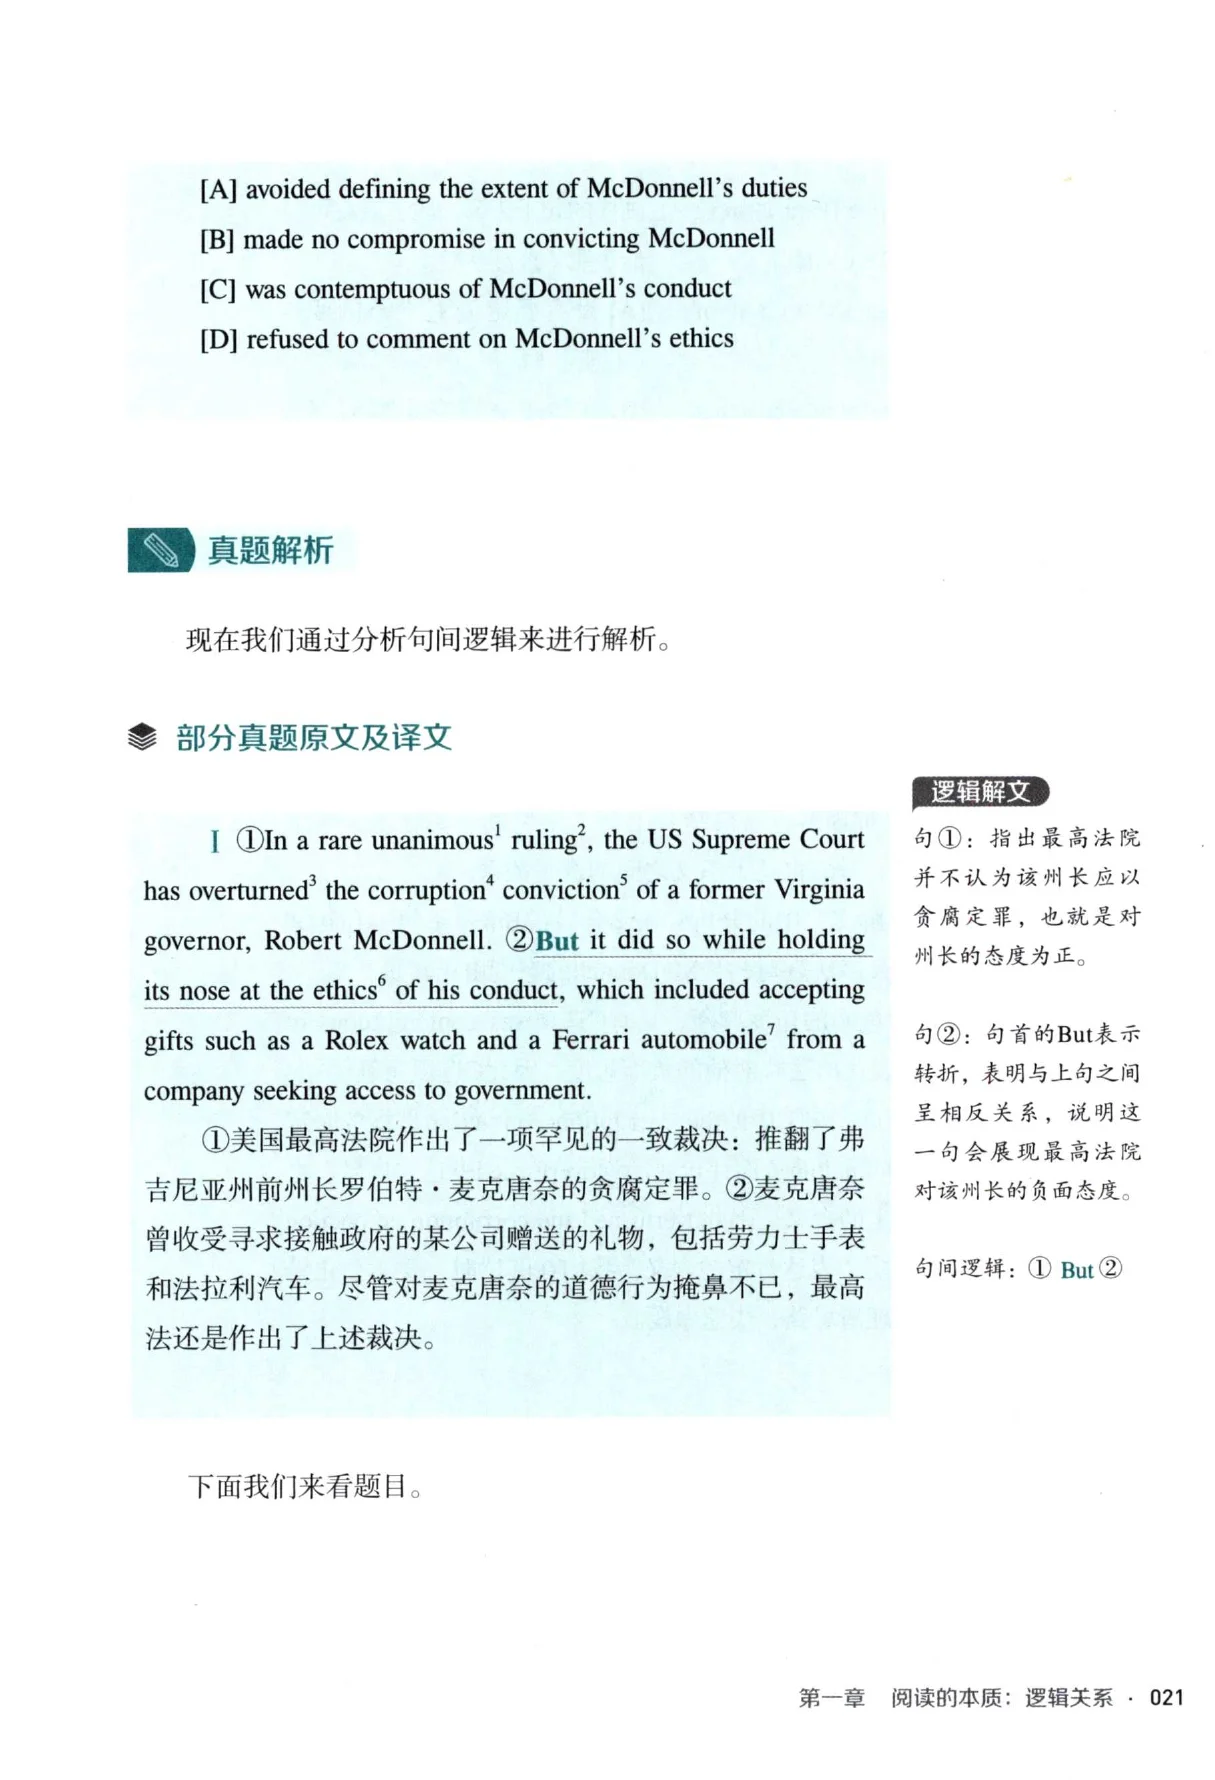 [A] avoided defining the extent of McDonnell's duties
[B] made no compromise in convicting McDonnell
[C] was contemptuous of McDonnell's conduct
[D] refused to comment on McDonnell's ethics
真题解析
现在我们通过分析句间逻辑来进行解析。
部分真题原文及译文
I ①In a rare unanimous1 ruling2, the US Supreme Court
has overturned3 the corruption4 conviction5 of a former Virginia
governor, Robert McDonnell. ②But it did so while holding
its nose at the ethics6 of his conduct, which included accepting
gifts such as a Rolex watch and a Ferrari automobile7 from a
company seeking access to government.
①美国最高法院作出了一项罕见的一致裁决：推翻了弗
吉尼亚州前州长罗伯特·麦克唐奈的贪腐定罪。②麦克唐奈
曾收受寻求接触政府的某公司赠送的礼物，包括劳力士手表
和法拉利汽车。尽管对麦克唐奈的道德行为掩鼻不已，最高
法还是作出了上述裁决。
逻辑解文
句①：指出最高法院
并不认为该州长应以
贪腐定罪，也就是对
州长的态度为正。
句②：句首的But表示
转折，表明与上句之间
呈相反关系，说明这
一句会展现最高法院
对该州长的负面态度。
句间逻辑：① But ②
下面我们来看题目。
第一章 阅读的本质：逻辑关系 · 021